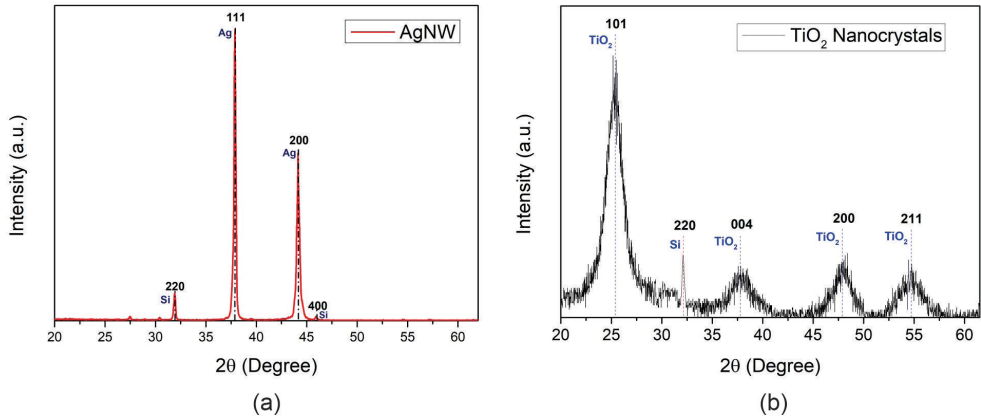 111
Ag
AgNW
200
Ag
220
Si
400
Si
Intensity (a.u.)
20 25 30 35 40 45 50 55 60
2θ (Degree)
(a)
101
TiO₂
TiO₂ Nanocrystals
220
Si
004
TiO₂
200
TiO₂
211
TiO₂
Intensity (a.u.)
20 25 30 35 40 45 50 55 60
2θ (Degree)
(b)